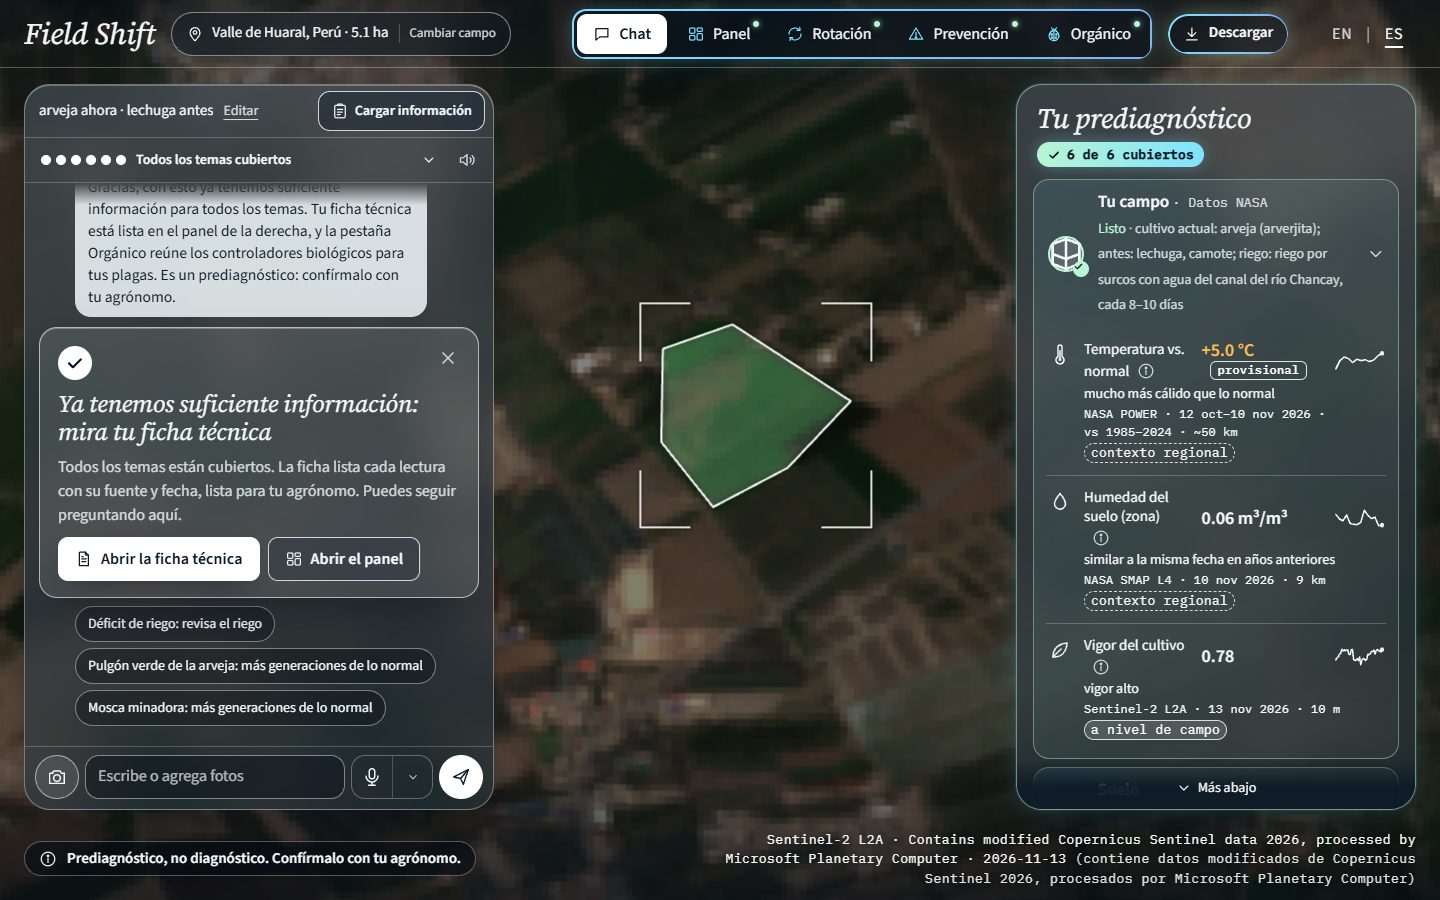 Field Shift
Valle de Huaral, Perú · 5.1 ha | Cambiar campo
Chat
Panel
Rotación
Prevención
Orgánico
Descargar
EN | ES
arveja ahora · lechuga antes Editar
Cargar información
Todos los temas cubiertos
Gracias, con esto ya tenemos suficiente
información para todos los temas. Tu ficha técnica
está lista en el panel de la derecha, y la pestaña
Orgánico reúne los controladores biológicos para
tus plagas. Es un prediagnóstico: confírmalo con
tu agrónomo.
Ya tenemos suficiente información:
mira tu ficha técnica
Todos los temas están cubiertos. La ficha lista cada lectura
con su fuente y fecha, lista para tu agrónomo. Puedes seguir
preguntando aquí.
Abrir la ficha técnica
Abrir el panel
Déficit de riego: revisa el riego
Pulgón verde de la arveja: más generaciones de lo normal
Mosca minadora: más generaciones de lo normal
Escribe o agrega fotos
Prediagnóstico, no diagnóstico. Confírmalo con tu agrónomo.
Tu prediagnóstico
6 de 6 cubiertos
Tu campo · Datos NASA
Listo · cultivo actual: arveja (arverjita);
antes: lechuga, camote; riego: riego por
surcos con agua del canal del río Chancay,
cada 8–10 días
Temperatura vs.
normal
+5.0 °C
provisional
mucho más cálido que lo normal
NASA POWER · 12 oct–10 nov 2026 ·
vs 1985–2024 · ~50 km
contexto regional
Humedad del
suelo (zona)
0.06 m³/m³
similar a la misma fecha en años anteriores
NASA SMAP L4 · 10 nov 2026 · 9 km
contexto regional
Vigor del cultivo
0.78
vigor alto
Sentinel-2 L2A · 13 nov 2026 · 10 m
a nivel de campo
Suelo
Más abajo
Sentinel-2 L2A · Contains modified Copernicus Sentinel data 2026, processed by
Microsoft Planetary Computer · 2026-11-13 (contiene datos modificados de Copernicus
Sentinel 2026, procesados por Microsoft Planetary Computer)